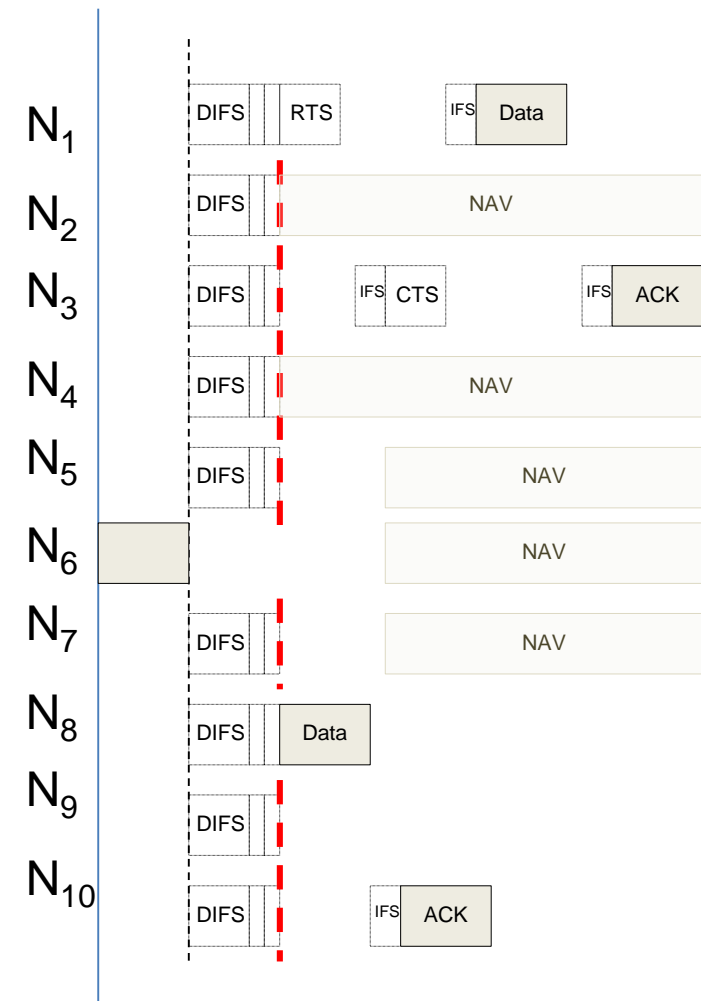 N1 DIFS RTS IFS Data
N2 DIFS NAV
N3 DIFS IFS CTS IFS ACK
N4 DIFS NAV
N5 DIFS NAV
N6 NAV
N7 DIFS NAV
N8 DIFS Data
N9 DIFS
N10 DIFS IFS ACK